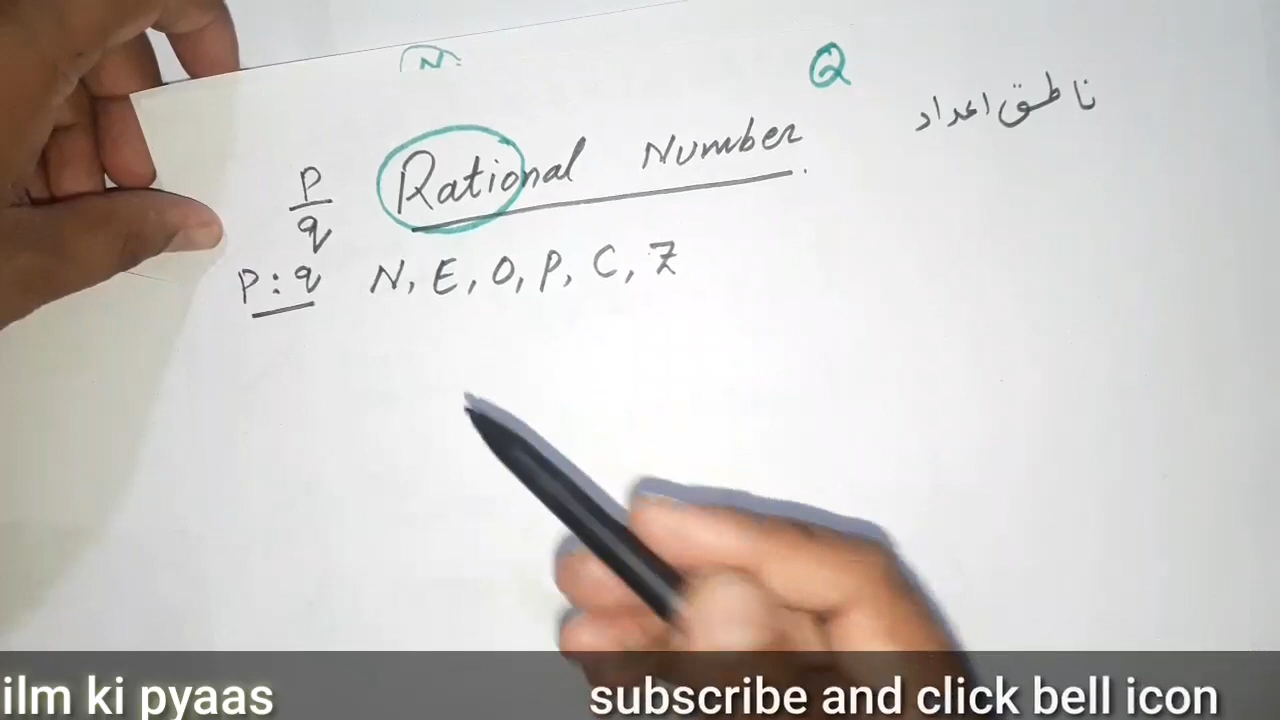 N
Q
Rational Number
ناطق اعداد
P
q
P : q
N, E, O, P, C, Z
ilm ki pyaas
subscribe and click bell icon